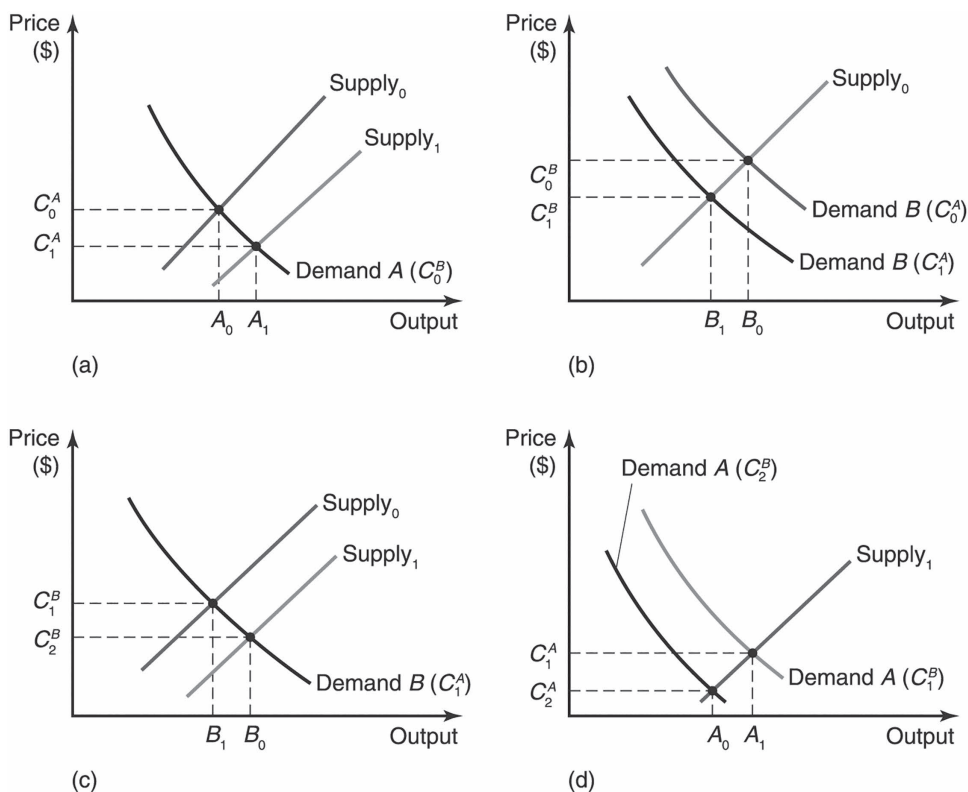 Price
($)
Supply₀
Supply₁
C₀ᴬ
C₁ᴬ
Demand A (C₀ᴮ)
A₀ A₁ Output
(a)
Price
($)
Supply₀
C₀ᴮ
C₁ᴮ
Demand B (C₀ᴬ)
Demand B (C₁ᴬ)
B₁ B₀ Output
(b)
Price
($)
Supply₀
Supply₁
C₁ᴮ
C₂ᴮ
Demand B (C₁ᴬ)
B₁ B₀ Output
(c)
Price
($)
Demand A (C₂ᴮ)
Supply₁
C₁ᴬ
C₂ᴬ
Demand A (C₁ᴮ)
A₀ A₁ Output
(d)